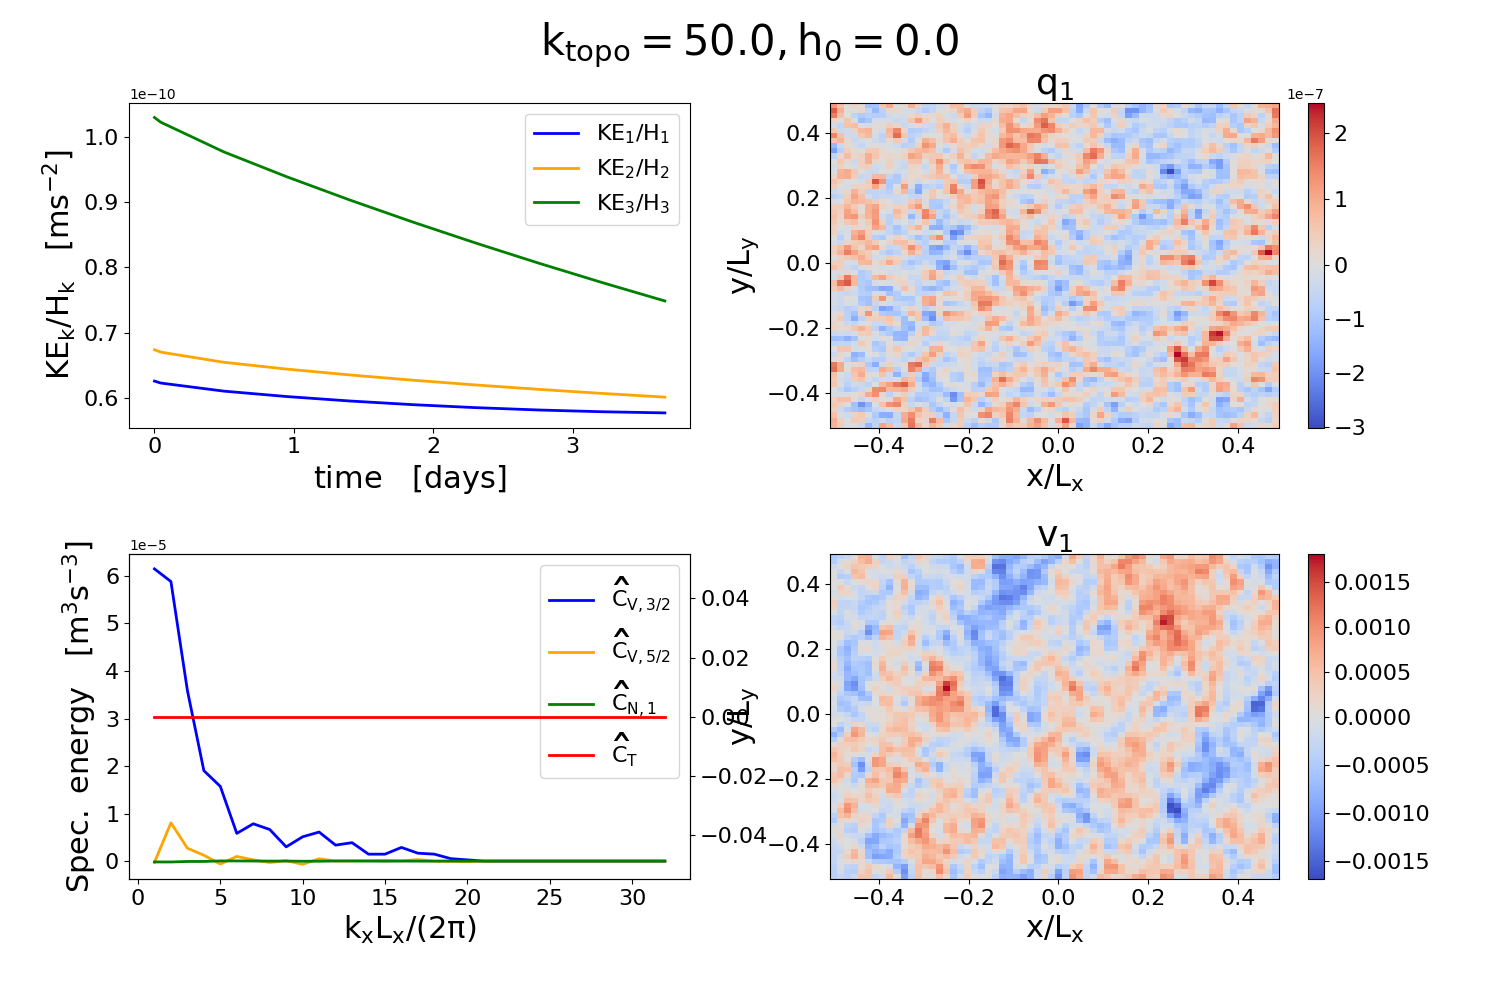 k_topo = 50.0, h_0 = 0.0
1e−10
KE_k/H_k [ms^−2]
1.0
0.9
0.8
0.7
0.6
0 1 2 3
time [days]
KE_1/H_1
KE_2/H_2
KE_3/H_3
q_1
y/L_y
0.4
0.2
0.0
−0.2
−0.4
−0.4 −0.2 0.0 0.2 0.4
x/L_x
1e−7
2
1
0
−1
−2
−3
1e−5
Spec. energy [m^3s^−3]
6
5
4
3
2
1
0
0 5 10 15 20 25 30
k_xL_x/(2π)
Ĉ_V,3/2
Ĉ_V,5/2
Ĉ_N,1
Ĉ_T
0.04
0.02
0.00
−0.02
−0.04
v_1
y/L_y
0.4
0.2
0.0
−0.2
−0.4
−0.4 −0.2 0.0 0.2 0.4
x/L_x
0.0015
0.0010
0.0005
0.0000
−0.0005
−0.0010
−0.0015